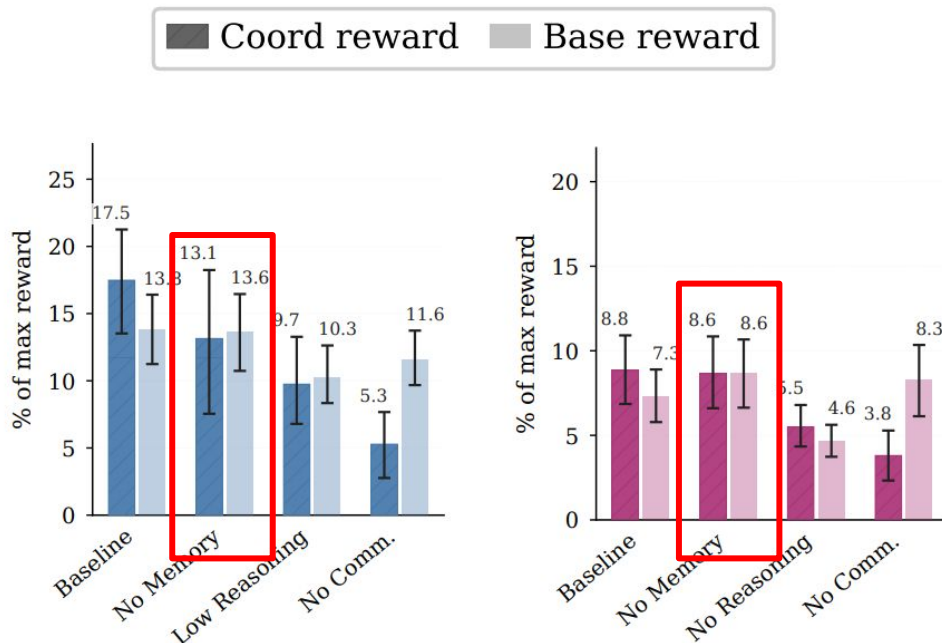 Coord reward Base reward
% of max reward
25
20
15
10
5
0
17.5
13.8
13.1
13.6
9.7
10.3
5.3
11.6
Baseline
No Memory
Low Reasoning
No Comm.
% of max reward
20
15
10
5
0
8.8
7.3
8.6
8.6
5.5
4.6
3.8
8.3
Baseline
No Memory
No Reasoning
No Comm.